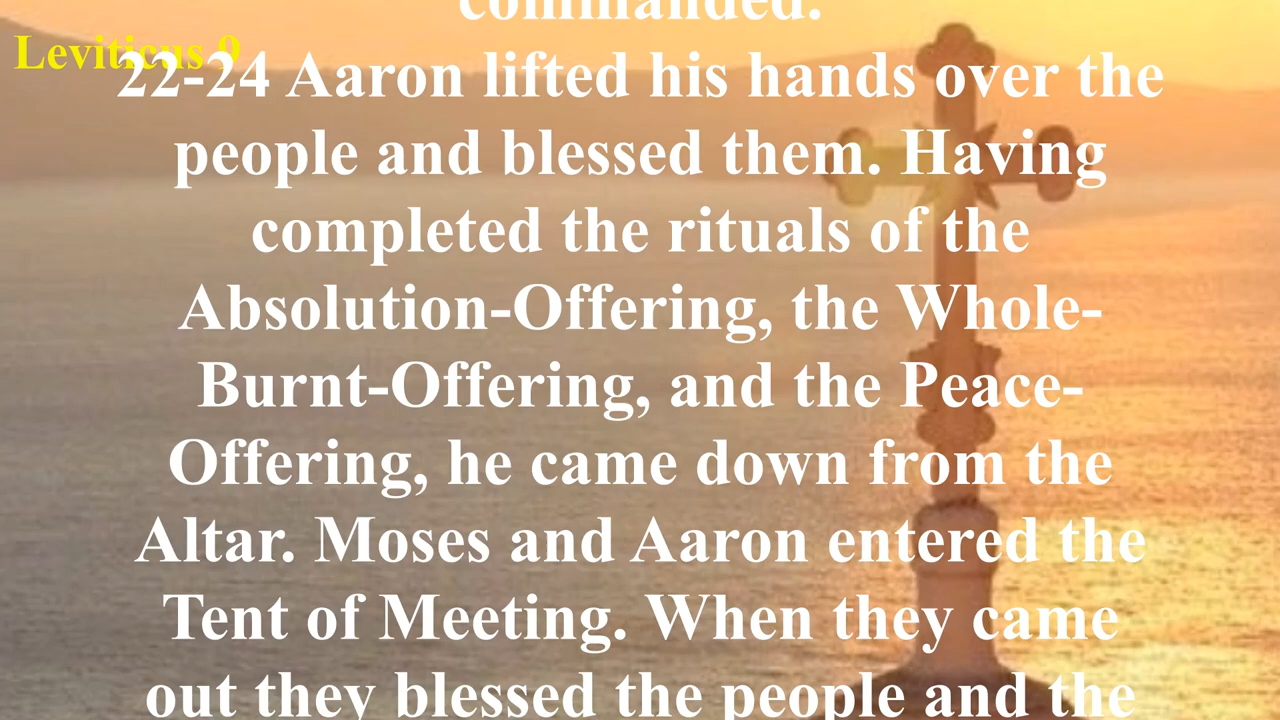 commanded.
Leviticus 9
22-24 Aaron lifted his hands over the
people and blessed them. Having
completed the rituals of the
Absolution-Offering, the Whole-
Burnt-Offering, and the Peace-
Offering, he came down from the
Altar. Moses and Aaron entered the
Tent of Meeting. When they came
out they blessed the people and the